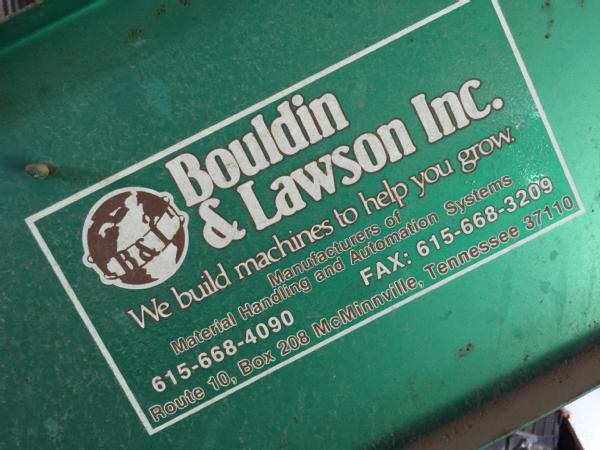 Bouldin
& Lawson Inc.
B&L
We build machines to help you grow.
Manufacturers of
Material Handling and Automation Systems
615-668-4090 FAX: 615-668-3209
Route 10, Box 208 McMinnville, Tennessee 37110